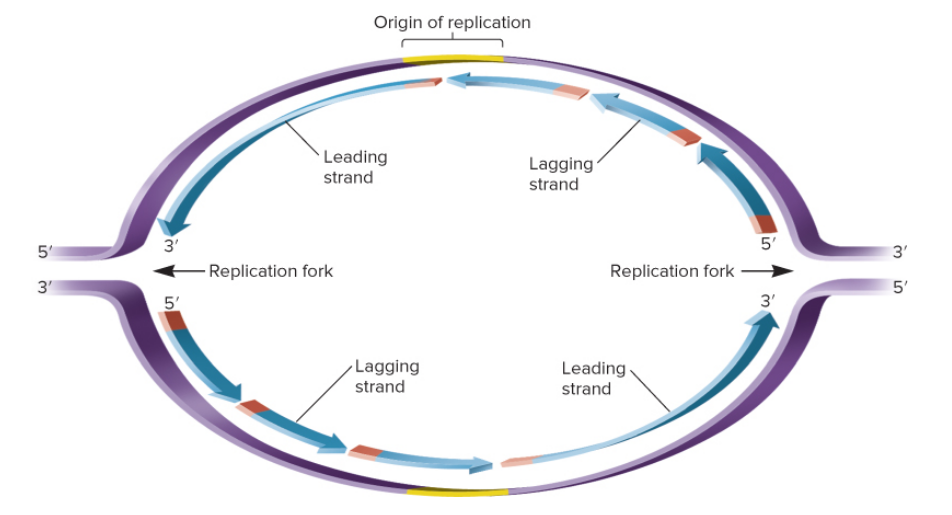 Origin of replication
Leading
strand
Lagging
strand
5′
3′
3′
5′
Replication fork
Replication fork
3′
5′
5′
3′
Lagging
strand
Leading
strand